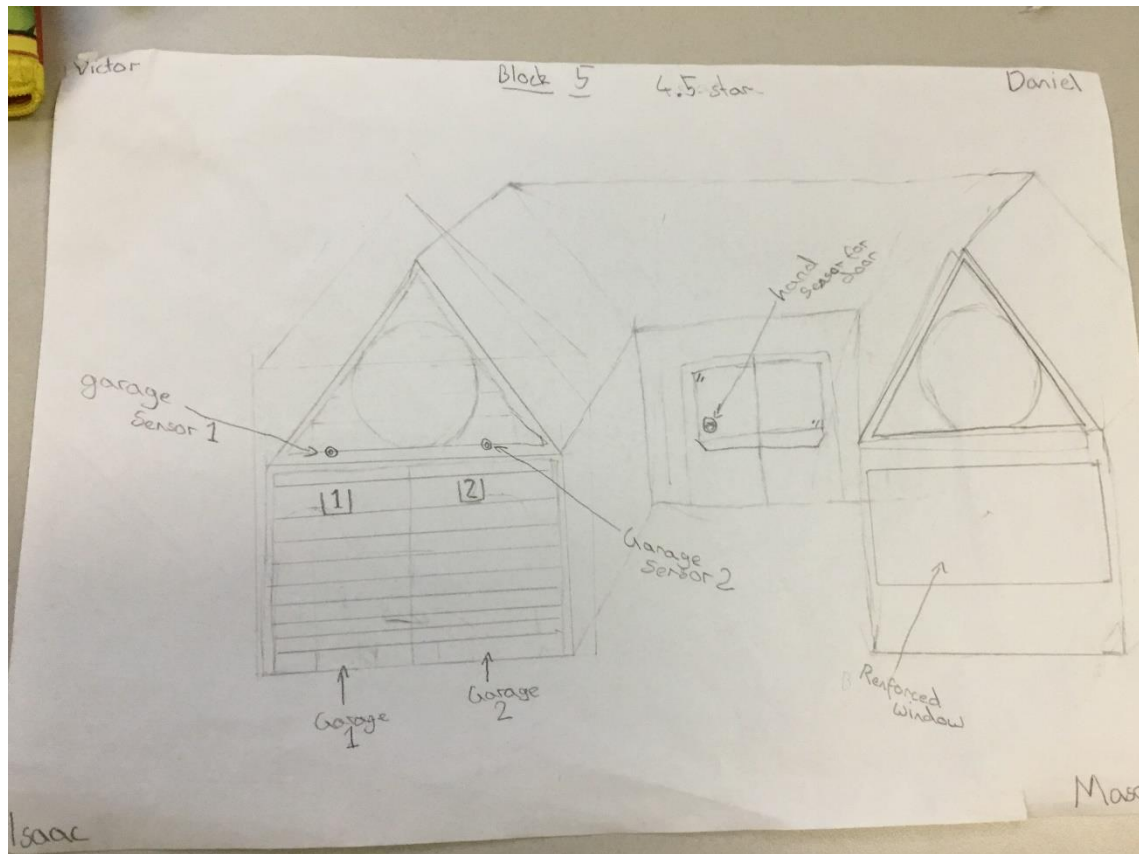 Victor
Block 5
4.5 star
Daniel
hand
sensor for
door
garage
Sensor 1
1
2
Garage
Sensor 2
Garage
1
Garage
2
Renforced
window
Isaac